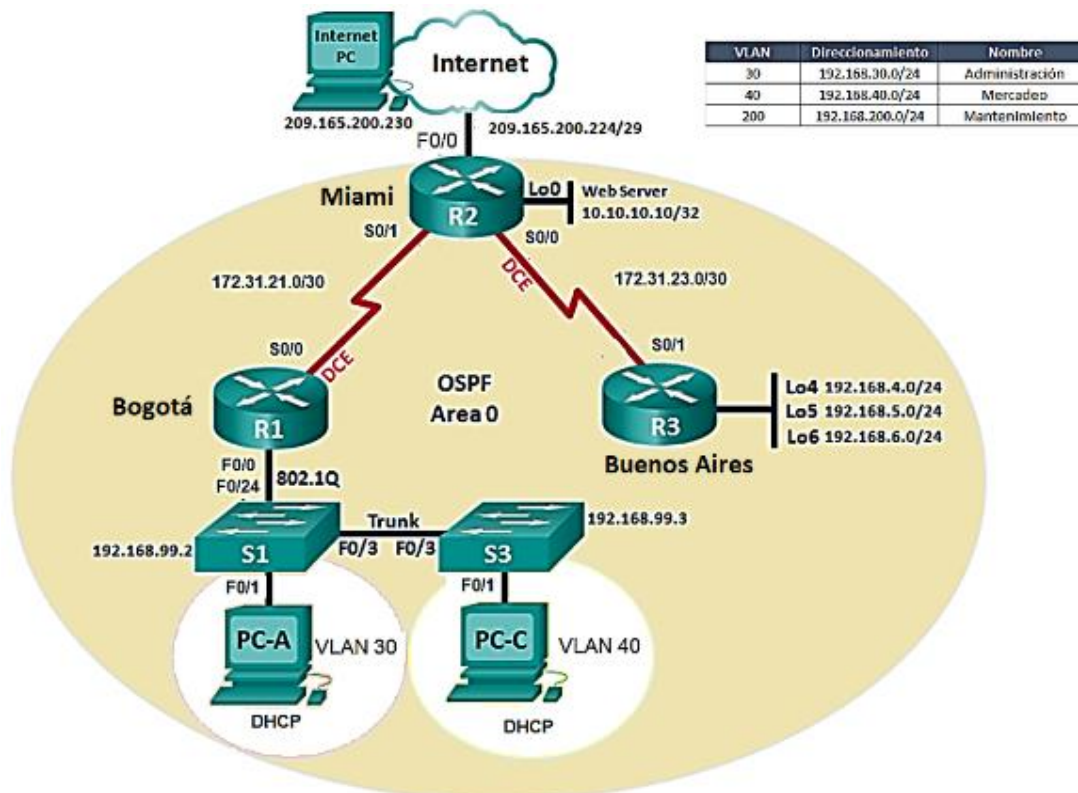 Internet
PC
Internet
209.165.200.230
209.165.200.224/29
F0/0
VLAN Direccionamiento Nombre
30 192.168.30.0/24 Administración
40 192.168.40.0/24 Mercadeo
200 192.168.200.0/24 Mantenimiento
Miami
R2
Lo0
Web Server
10.10.10.10/32
S0/1
S0/0
DCE
172.31.21.0/30
172.31.23.0/30
S0/0
DCE
S0/1
OSPF
Area 0
Bogotá
R1
R3
Buenos Aires
Lo4 192.168.4.0/24
Lo5 192.168.5.0/24
Lo6 192.168.6.0/24
F0/0
F0/24
802.1Q
Trunk
192.168.99.2
S1
F0/3
F0/3
S3
192.168.99.3
F0/1
F0/1
PC-A
VLAN 30
DHCP
PC-C
VLAN 40
DHCP